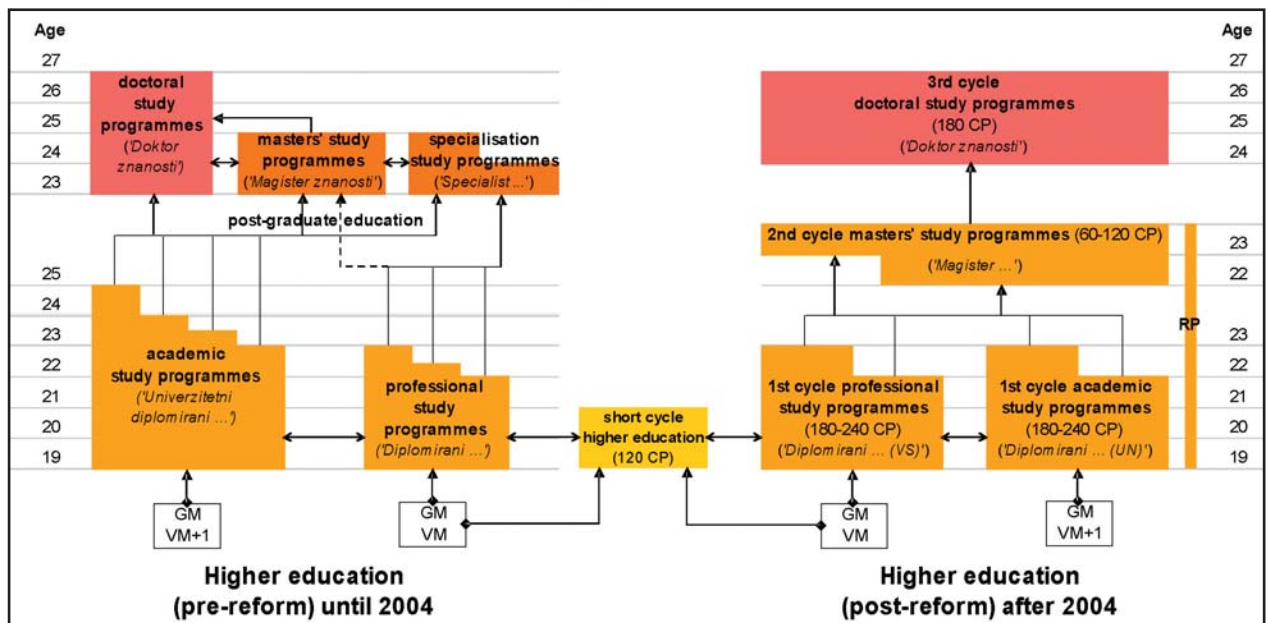 Age
27
26
25
24
23
25
24
23
22
21
20
19
doctoral
study
programmes
('Doktor
znanosti')
masters' study
programmes
('Magister znanosti')
specialisation
study programmes
('Specialist ...')
post-graduate education
academic
study programmes
('Univerzitetni
diplomirani ...')
professional
study
programmes
('Diplomirani ...')
GM
VM+1
GM
VM
Higher education
(pre-reform) until 2004
short cycle
higher education
(120 CP)
3rd cycle
doctoral study programmes
(180 CP)
('Doktor znanosti')
2nd cycle masters' study programmes (60-120 CP)
('Magister ...')
RP
1st cycle professional
study programmes
(180-240 CP)
('Diplomirani ... (VS)')
1st cycle academic
study programmes
(180-240 CP)
('Diplomirani ... (UN)')
GM
VM
GM
VM+1
Higher education
(post-reform) after 2004
Age
27
26
25
24
23
22
23
22
21
20
19